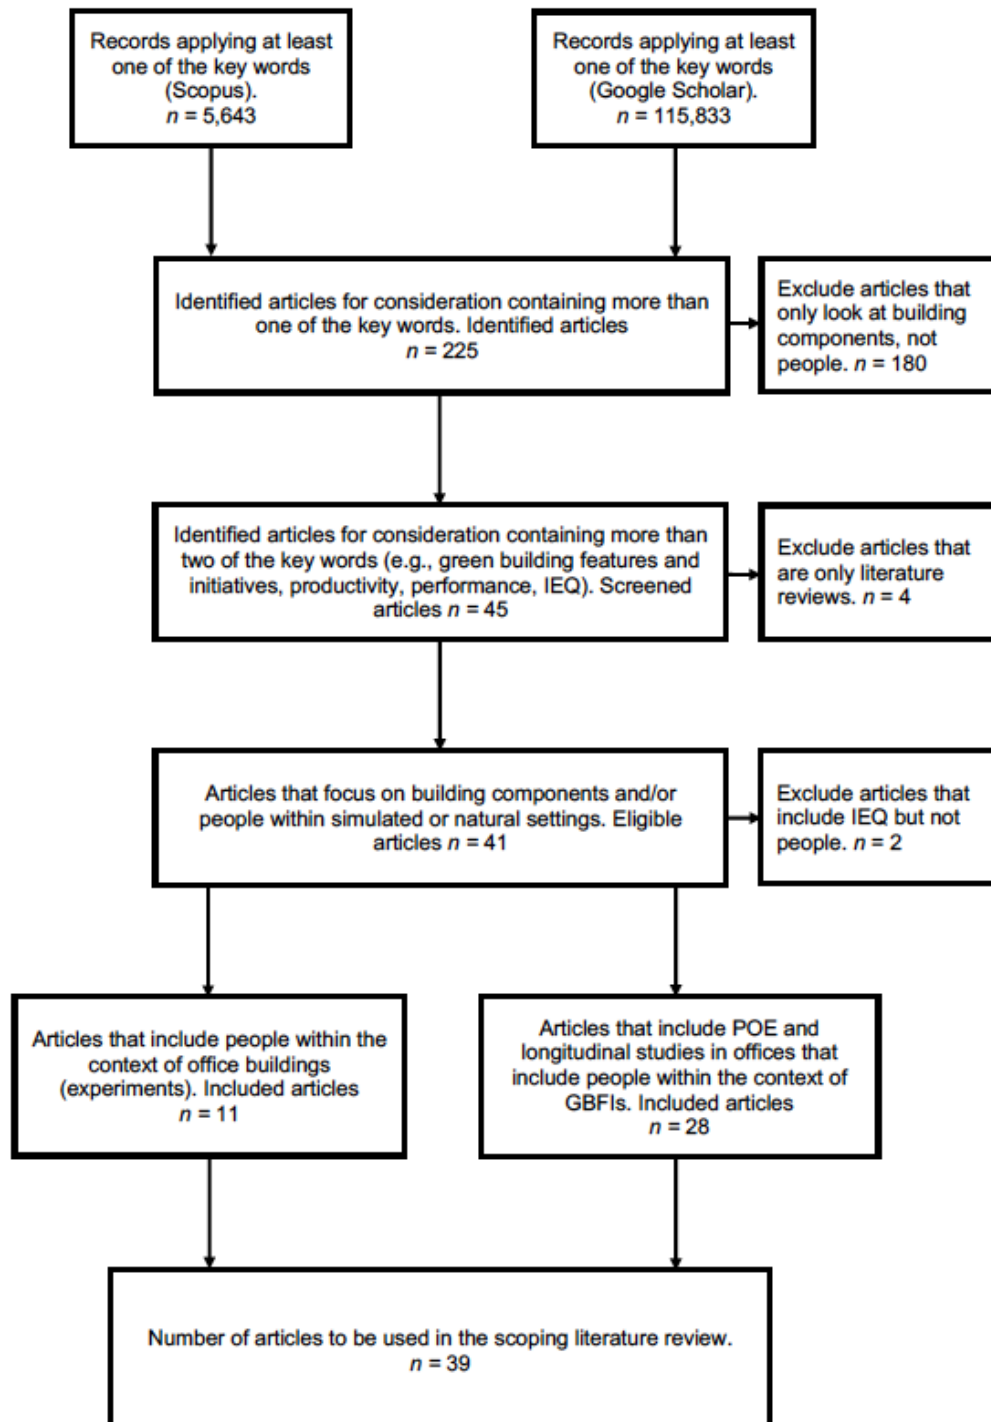 Records applying at least
one of the key words
(Scopus).
n = 5,643
Records applying at least
one of the key words
(Google Scholar).
n = 115,833
Identified articles for consideration containing more than
one of the key words. Identified articles
n = 225
Exclude articles that
only look at building
components, not
people. n = 180
Identified articles for consideration containing more than
two of the key words (e.g., green building features and
initiatives, productivity, performance, IEQ). Screened
articles n = 45
Exclude articles that
are only literature
reviews. n = 4
Articles that focus on building components and/or
people within simulated or natural settings. Eligible
articles n = 41
Exclude articles that
include IEQ but not
people. n = 2
Articles that include people within the
context of office buildings
(experiments). Included articles
n = 11
Articles that include POE and
longitudinal studies in offices that
include people within the context of
GBFIs. Included articles
n = 28
Number of articles to be used in the scoping literature review.
n = 39